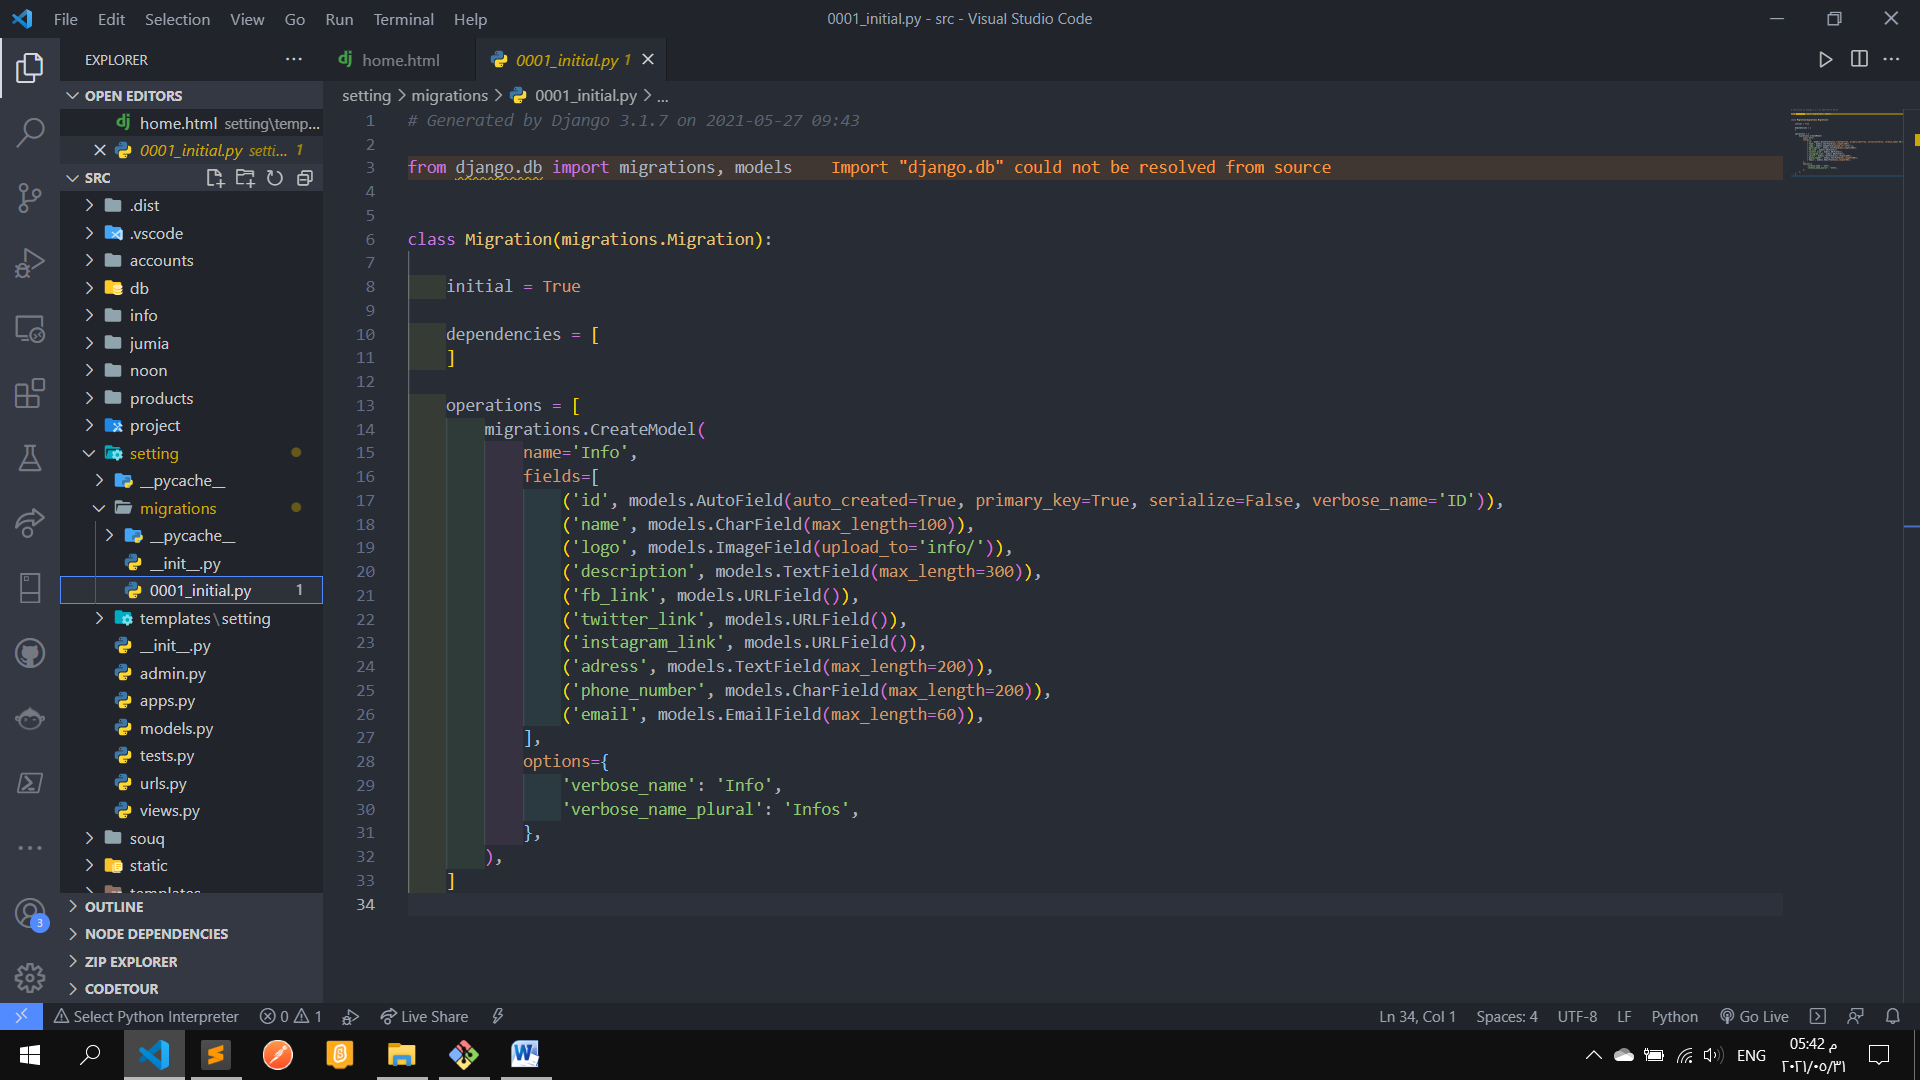 File Edit Selection View Go Run Terminal Help
0001_initial.py - src - Visual Studio Code
EXPLORER
OPEN EDITORS
home.html setting\temp...
0001_initial.py setti... 1
SRC
.dist
.vscode
accounts
db
info
jumia
noon
products
project
setting
__pycache__
migrations
__pycache__
__init__.py
0001_initial.py 1
templates\setting
__init__.py
admin.py
apps.py
models.py
tests.py
urls.py
views.py
souq
static
templates
OUTLINE
NODE DEPENDENCIES
ZIP EXPLORER
CODETOUR
home.html
0001_initial.py 1
setting > migrations > 0001_initial.py > ...
1 # Generated by Django 3.1.7 on 2021-05-27 09:43
2
3 from django.db import migrations, models Import "django.db" could not be resolved from source
4
5
6 class Migration(migrations.Migration):
7
8 initial = True
9
10 dependencies = [
11 ]
12
13 operations = [
14 migrations.CreateModel(
15 name='Info',
16 fields=[
17 ('id', models.AutoField(auto_created=True, primary_key=True, serialize=False, verbose_name='ID')),
18 ('name', models.CharField(max_length=100)),
19 ('logo', models.ImageField(upload_to='info/')),
20 ('description', models.TextField(max_length=300)),
21 ('fb_link', models.URLField()),
22 ('twitter_link', models.URLField()),
23 ('instagram_link', models.URLField()),
24 ('adress', models.TextField(max_length=200)),
25 ('phone_number', models.CharField(max_length=200)),
26 ('email', models.EmailField(max_length=60)),
27 ],
28 options={
29 'verbose_name': 'Info',
30 'verbose_name_plural': 'Infos',
31 },
32 ),
33 ]
34
3
Select Python Interpreter 0 1 Live Share
Ln 34, Col 1 Spaces: 4 UTF-8 LF Python Go Live
ENG
05:42 م
٢٠٢١/٠٥/٣١